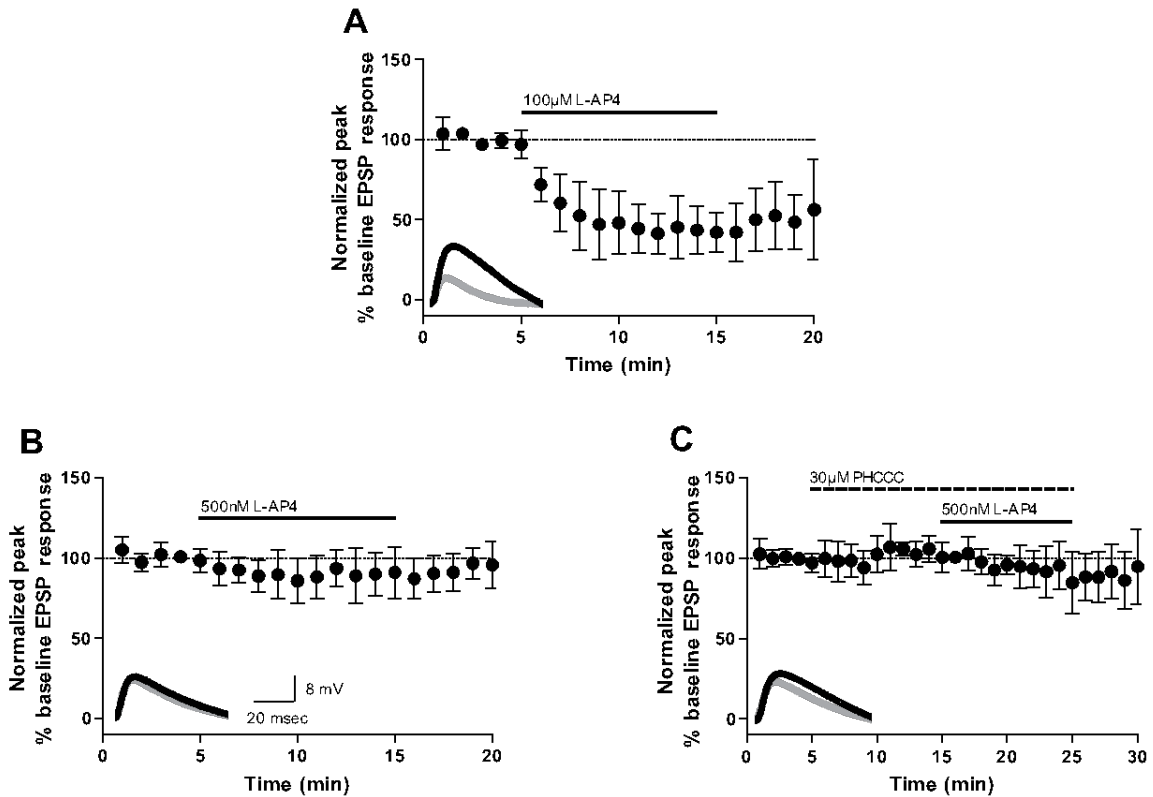 A
Normalized peak
% baseline EPSP response
150
100
50
0
100µM L-AP4
0 5 10 15 20
Time (min)
B
Normalized peak
% baseline EPSP response
150
100
50
0
500nM L-AP4
8 mV
20 msec
0 5 10 15 20
Time (min)
C
Normalized peak
% baseline EPSP response
150
100
50
0
30µM PHCCC
500nM L-AP4
0 5 10 15 20 25 30
Time (min)